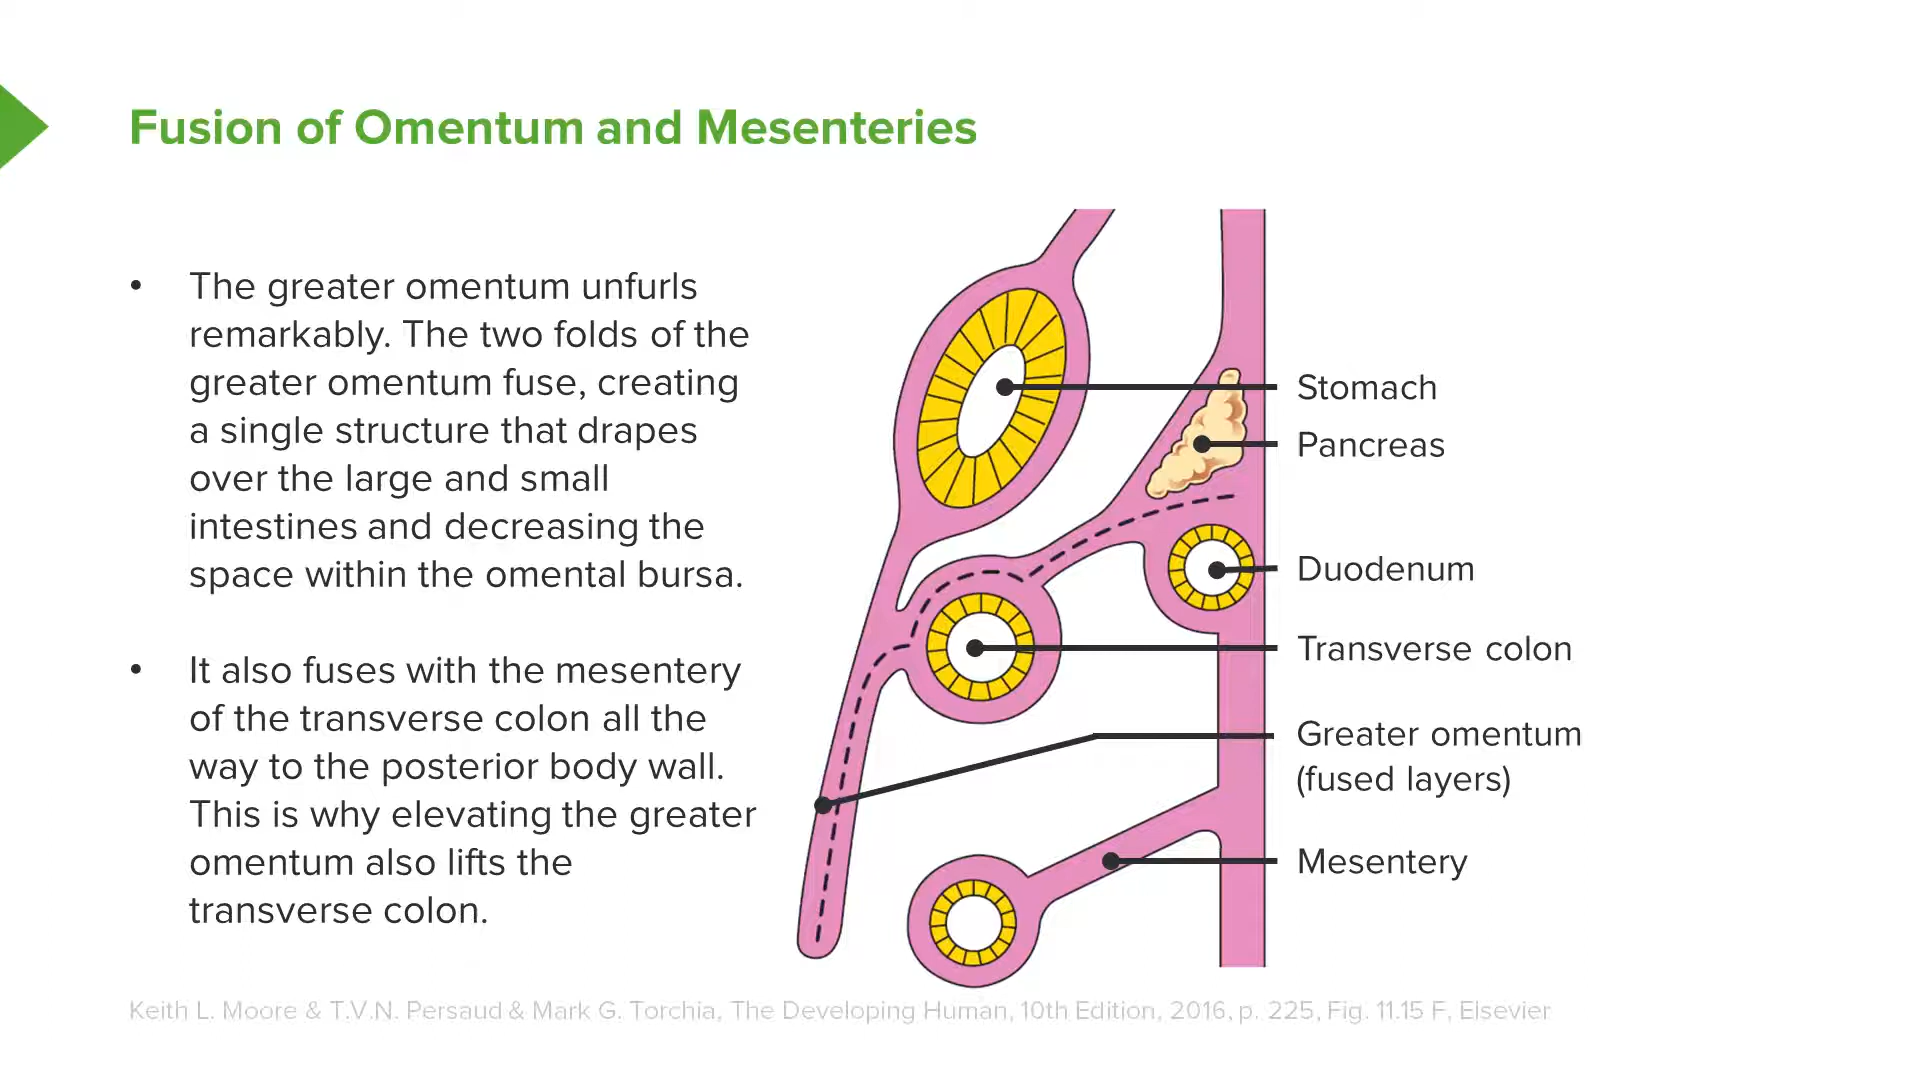 Fusion of Omentum and Mesenteries
• The greater omentum unfurls
remarkably. The two folds of the
greater omentum fuse, creating
a single structure that drapes
over the large and small
intestines and decreasing the
space within the omental bursa.
• It also fuses with the mesentery
of the transverse colon all the
way to the posterior body wall.
This is why elevating the greater
omentum also lifts the
transverse colon.
Stomach
Pancreas
Duodenum
Transverse colon
Greater omentum
(fused layers)
Mesentery
Keith L. Moore & T.V.N. Persaud & Mark G. Torchia, The Developing Human, 10th Edition, 2016, p. 225, Fig. 11.15 F, Elsevier